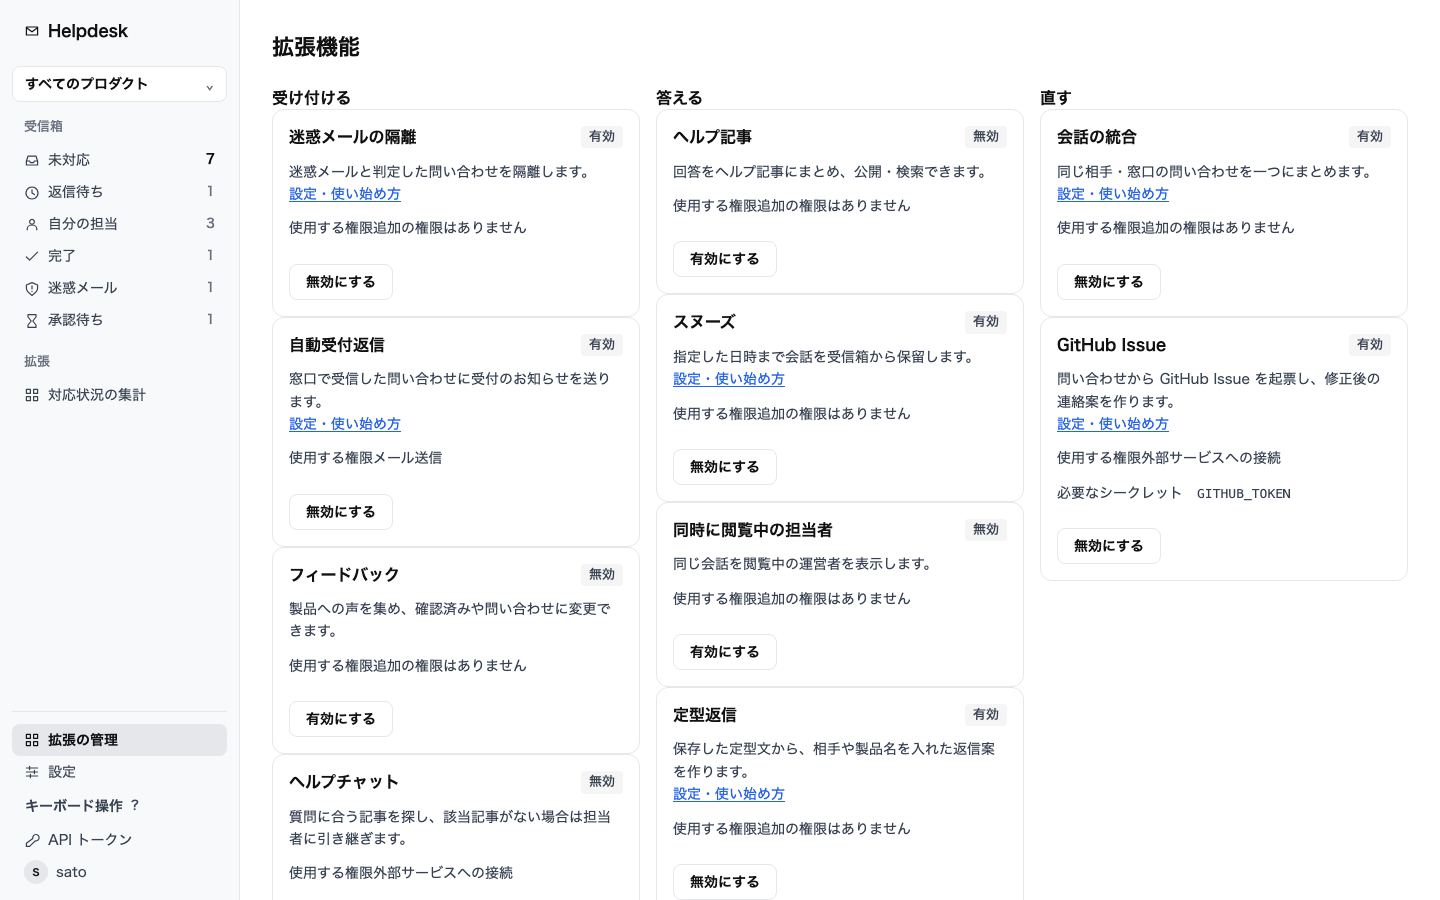 Helpdesk
すべてのプロダクト
受信箱
未対応 7
返信待ち 1
自分の担当 3
完了 1
迷惑メール 1
承認待ち 1
拡張
対応状況の集計
拡張の管理
設定
キーボード操作 ?
API トークン
S sato
拡張機能
受け付ける
迷惑メールの隔離 有効
迷惑メールと判定した問い合わせを隔離します。
設定・使い始め方
使用する権限追加の権限はありません
無効にする
自動受付返信 有効
窓口で受信した問い合わせに受付のお知らせを送り
ます。
設定・使い始め方
使用する権限メール送信
無効にする
フィードバック 無効
製品への声を集め、確認済みや問い合わせに変更で
きます。
使用する権限追加の権限はありません
有効にする
ヘルプチャット 無効
質問に合う記事を探し、該当記事がない場合は担当
者に引き継ぎます。
使用する権限外部サービスへの接続
答える
ヘルプ記事 無効
回答をヘルプ記事にまとめ、公開・検索できます。
使用する権限追加の権限はありません
有効にする
スヌーズ 有効
指定した日時まで会話を受信箱から保留します。
設定・使い始め方
使用する権限追加の権限はありません
無効にする
同時に閲覧中の担当者 無効
同じ会話を閲覧中の運営者を表示します。
使用する権限追加の権限はありません
有効にする
定型返信 有効
保存した定型文から、相手や製品名を入れた返信案
を作ります。
設定・使い始め方
使用する権限追加の権限はありません
無効にする
直す
会話の統合 有効
同じ相手・窓口の問い合わせを一つにまとめます。
設定・使い始め方
使用する権限追加の権限はありません
無効にする
GitHub Issue 有効
問い合わせから GitHub Issue を起票し、修正後の
連絡案を作ります。
設定・使い始め方
使用する権限外部サービスへの接続
必要なシークレット GITHUB_TOKEN
無効にする